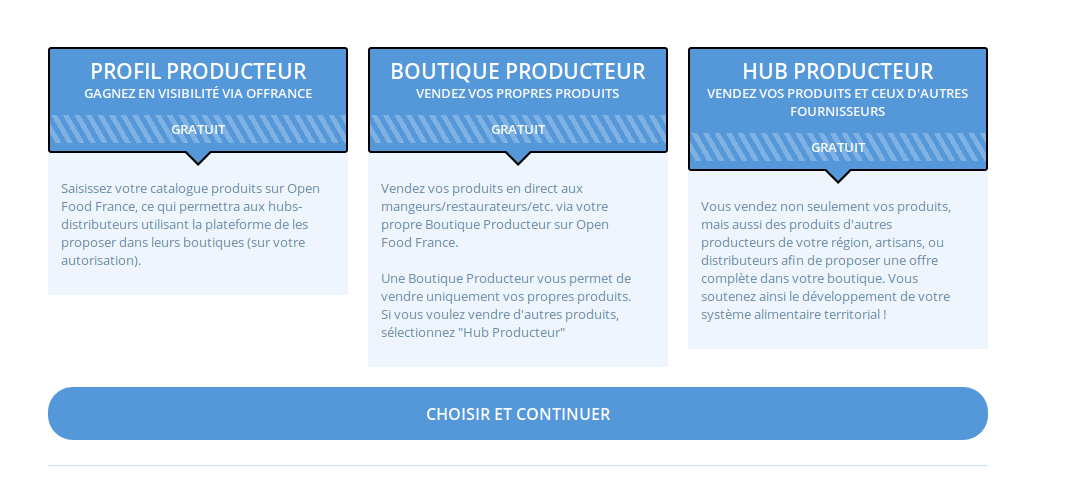 PROFIL PRODUCTEUR
GAGNEZ EN VISIBILITÉ VIA OFFRANCE
GRATUIT
Saisissez votre catalogue produits sur Open
Food France, ce qui permettra aux hubs-
distributeurs utilisant la plateforme de les
proposer dans leurs boutiques (sur votre
autorisation).
BOUTIQUE PRODUCTEUR
VENDEZ VOS PROPRES PRODUITS
GRATUIT
Vendez vos produits en direct aux
mangeurs/restaurateurs/etc. via votre
propre Boutique Producteur sur Open
Food France.
Une Boutique Producteur vous permet de
vendre uniquement vos propres produits.
Si vous voulez vendre d'autres produits,
sélectionnez "Hub Producteur"
HUB PRODUCTEUR
VENDEZ VOS PRODUITS ET CEUX D'AUTRES
FOURNISSEURS
GRATUIT
Vous vendez non seulement vos produits,
mais aussi des produits d'autres
producteurs de votre région, artisans, ou
distributeurs afin de proposer une offre
complète dans votre boutique. Vous
soutenez ainsi le développement de votre
système alimentaire territorial !
CHOISIR ET CONTINUER